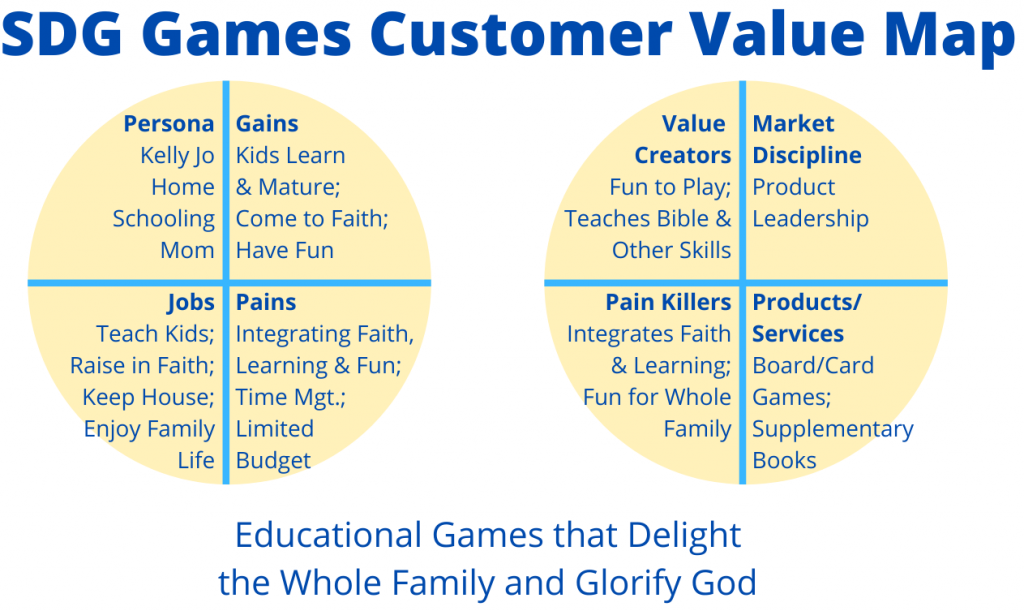 SDG Games Customer Value Map
Persona
Kelly Jo
Home
Schooling
Mom
Gains
Kids Learn
& Mature;
Come to Faith;
Have Fun
Jobs
Teach Kids;
Raise in Faith;
Keep House;
Enjoy Family
Life
Pains
Integrating Faith,
Learning & Fun;
Time Mgt.;
Limited
Budget
Value
Creators
Fun to Play;
Teaches Bible &
Other Skills
Market
Discipline
Product
Leadership
Pain Killers
Integrates Faith
& Learning;
Fun for Whole
Family
Products/
Services
Board/Card
Games;
Supplementary
Books
Educational Games that Delight
the Whole Family and Glorify God